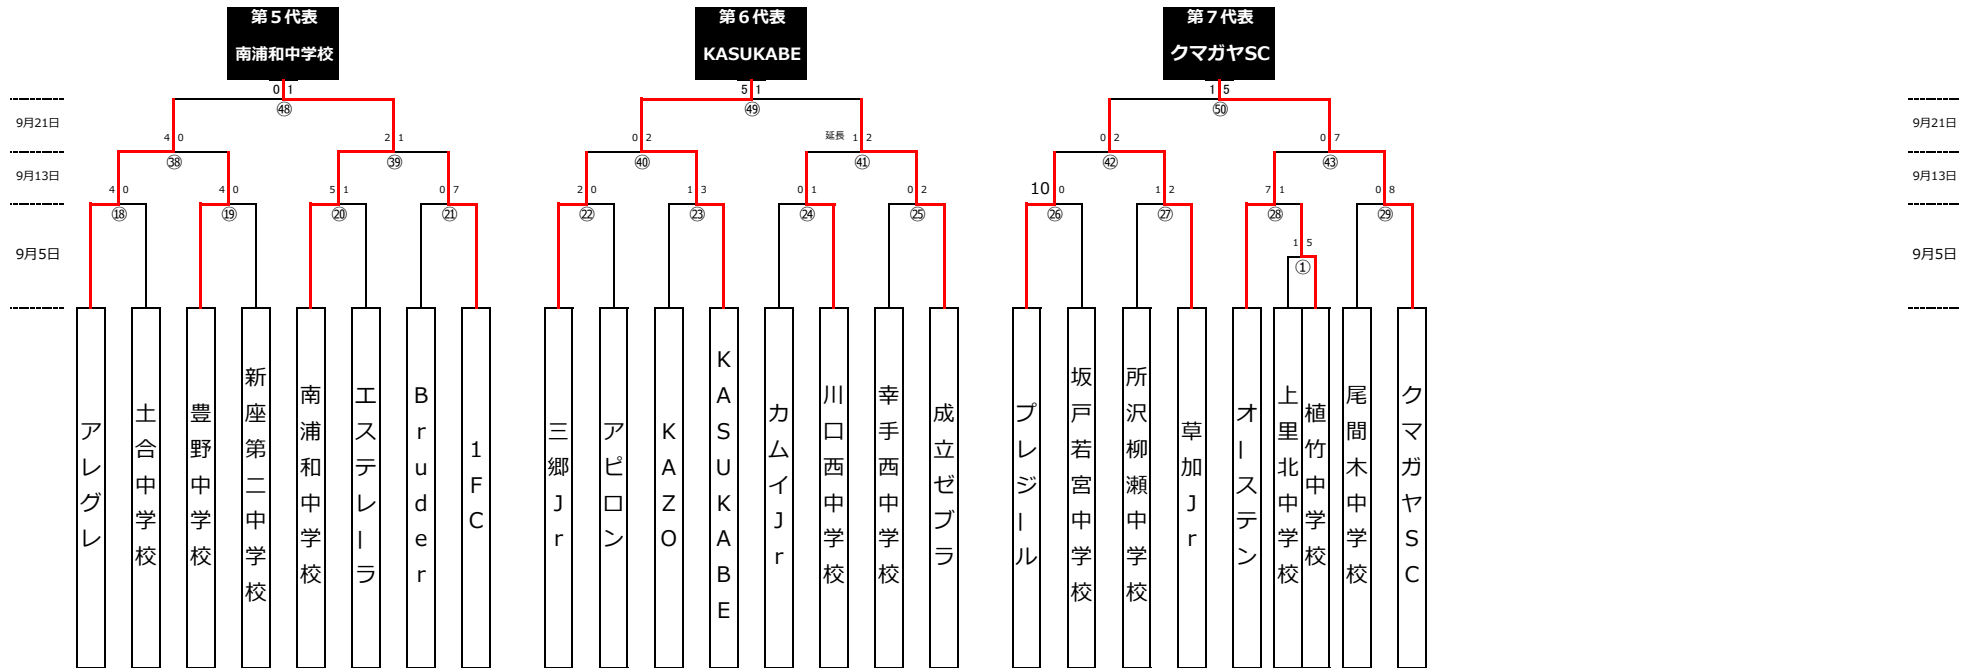 第５代表
南浦和中学校
第６代表
KASUKABE
第７代表
クマガヤSC
0 1
㊽
5 1
㊾
1 5
㊿
9月21日
9月21日
4 0
㊳
2 1
㊴
0 2
㊵
延長 1 2
㊶
0 2
㊷
0 7
㊸
9月13日
9月13日
4 0
⑱
4 0
⑲
5 1
⑳
0 7
㉑
2 0
㉒
1 3
㉓
0 1
㉔
0 2
㉕
10 0
㉖
1 2
㉗
7 1
㉘
0 8
㉙
9月5日
9月5日
1 5
①
アレグレ
土合中学校
豊野中学校
新座第二中学校
南浦和中学校
エステレーラ
Bruder
1FC
三郷Jr
アピロン
KAZO
KASUKABE
カムイJr
川口西中学校
幸手西中学校
成立ゼブラ
プレジール
坂戸若宮中学校
所沢柳瀬中学校
草加Jr
オーステン
上里北中学校
植竹中学校
尾間木中学校
クマガヤSC